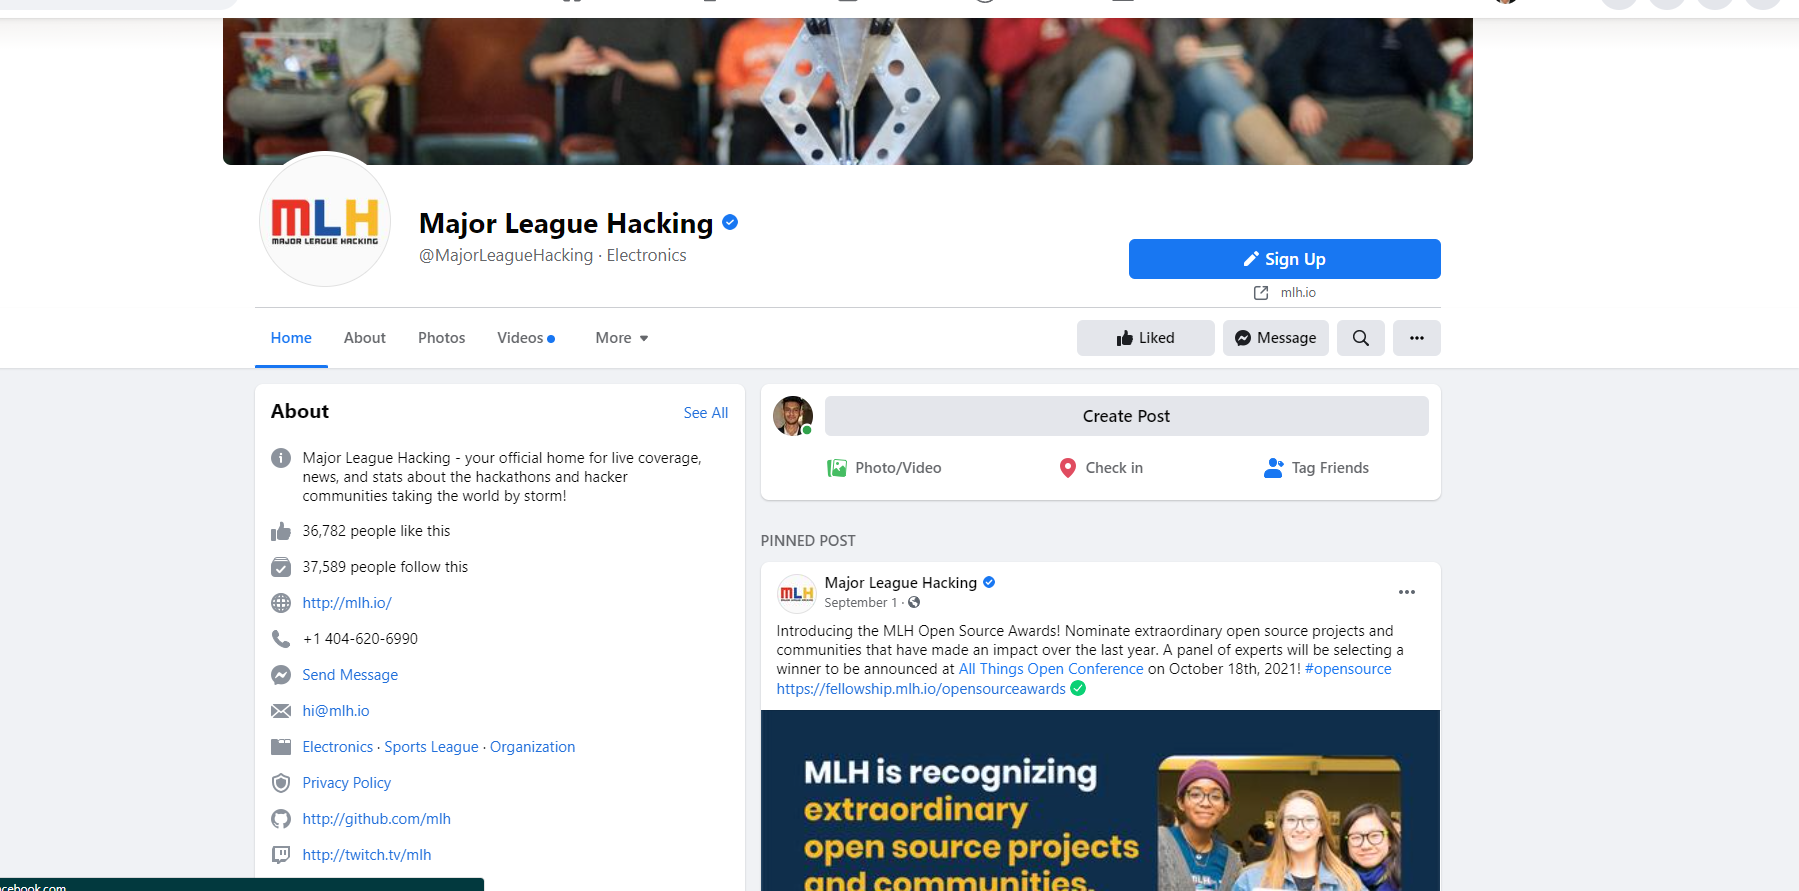 MLH
MAJOR LEAGUE HACKING
Major League Hacking
@MajorLeagueHacking · Electronics
Sign Up
mlh.io
Home
About
Photos
Videos
More
Liked
Message
About
See All
Major League Hacking - your official home for live coverage,
news, and stats about the hackathons and hacker
communities taking the world by storm!
36,782 people like this
37,589 people follow this
http://mlh.io/
+1 404-620-6990
Send Message
hi@mlh.io
Electronics · Sports League · Organization
Privacy Policy
http://github.com/mlh
http://twitch.tv/mlh
Create Post
Photo/Video
Check in
Tag Friends
PINNED POST
MLH
Major League Hacking
September 1 ·
Introducing the MLH Open Source Awards! Nominate extraordinary open source projects and
communities that have made an impact over the last year. A panel of experts will be selecting a
winner to be announced at All Things Open Conference on October 18th, 2021! #opensource
https://fellowship.mlh.io/opensourceawards
MLH is recognizing
extraordinary
open source projects
and communities.